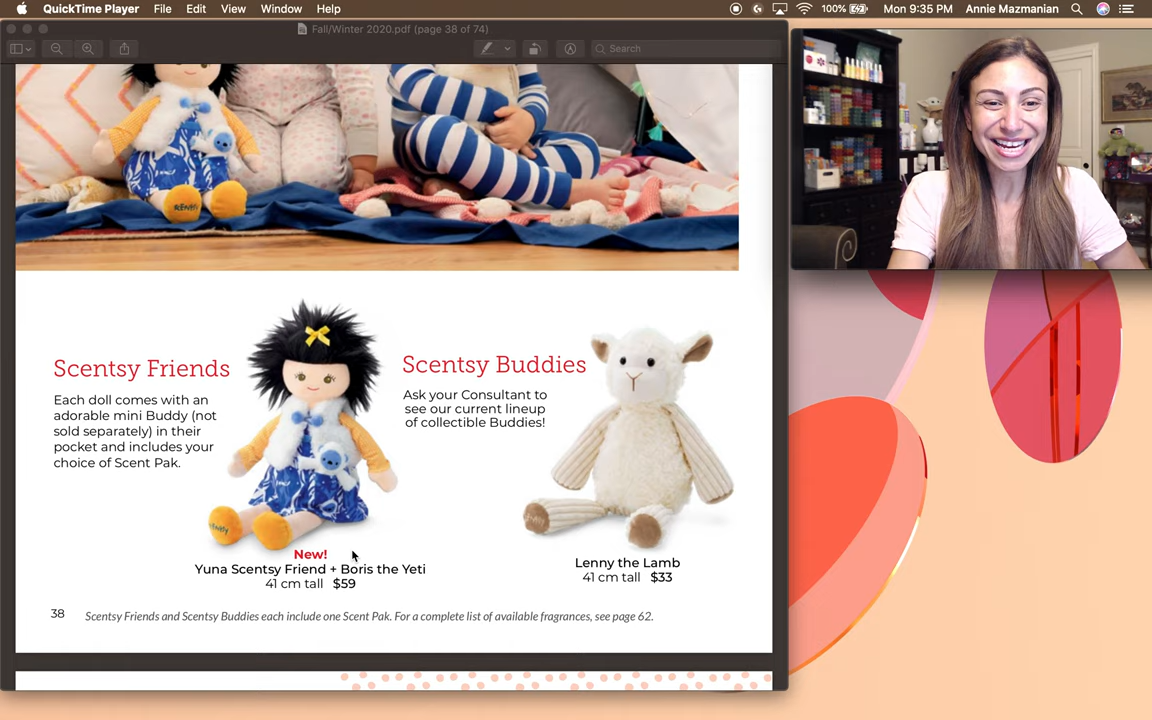 QuickTime Player File Edit View Window Help 100% Mon 9:35 PM Annie Mazmanian
Fall/Winter 2020.pdf (page 38 of 74)
Search
Scentsy Friends
Each doll comes with an
adorable mini Buddy (not
sold separately) in their
pocket and includes your
choice of Scent Pak.
Scentsy Buddies
Ask your Consultant to
see our current lineup
of collectible Buddies!
New!
Yuna Scentsy Friend + Boris the Yeti
41 cm tall $59
Lenny the Lamb
41 cm tall $33
38 Scentsy Friends and Scentsy Buddies each include one Scent Pak. For a complete list of available fragrances, see page 62.